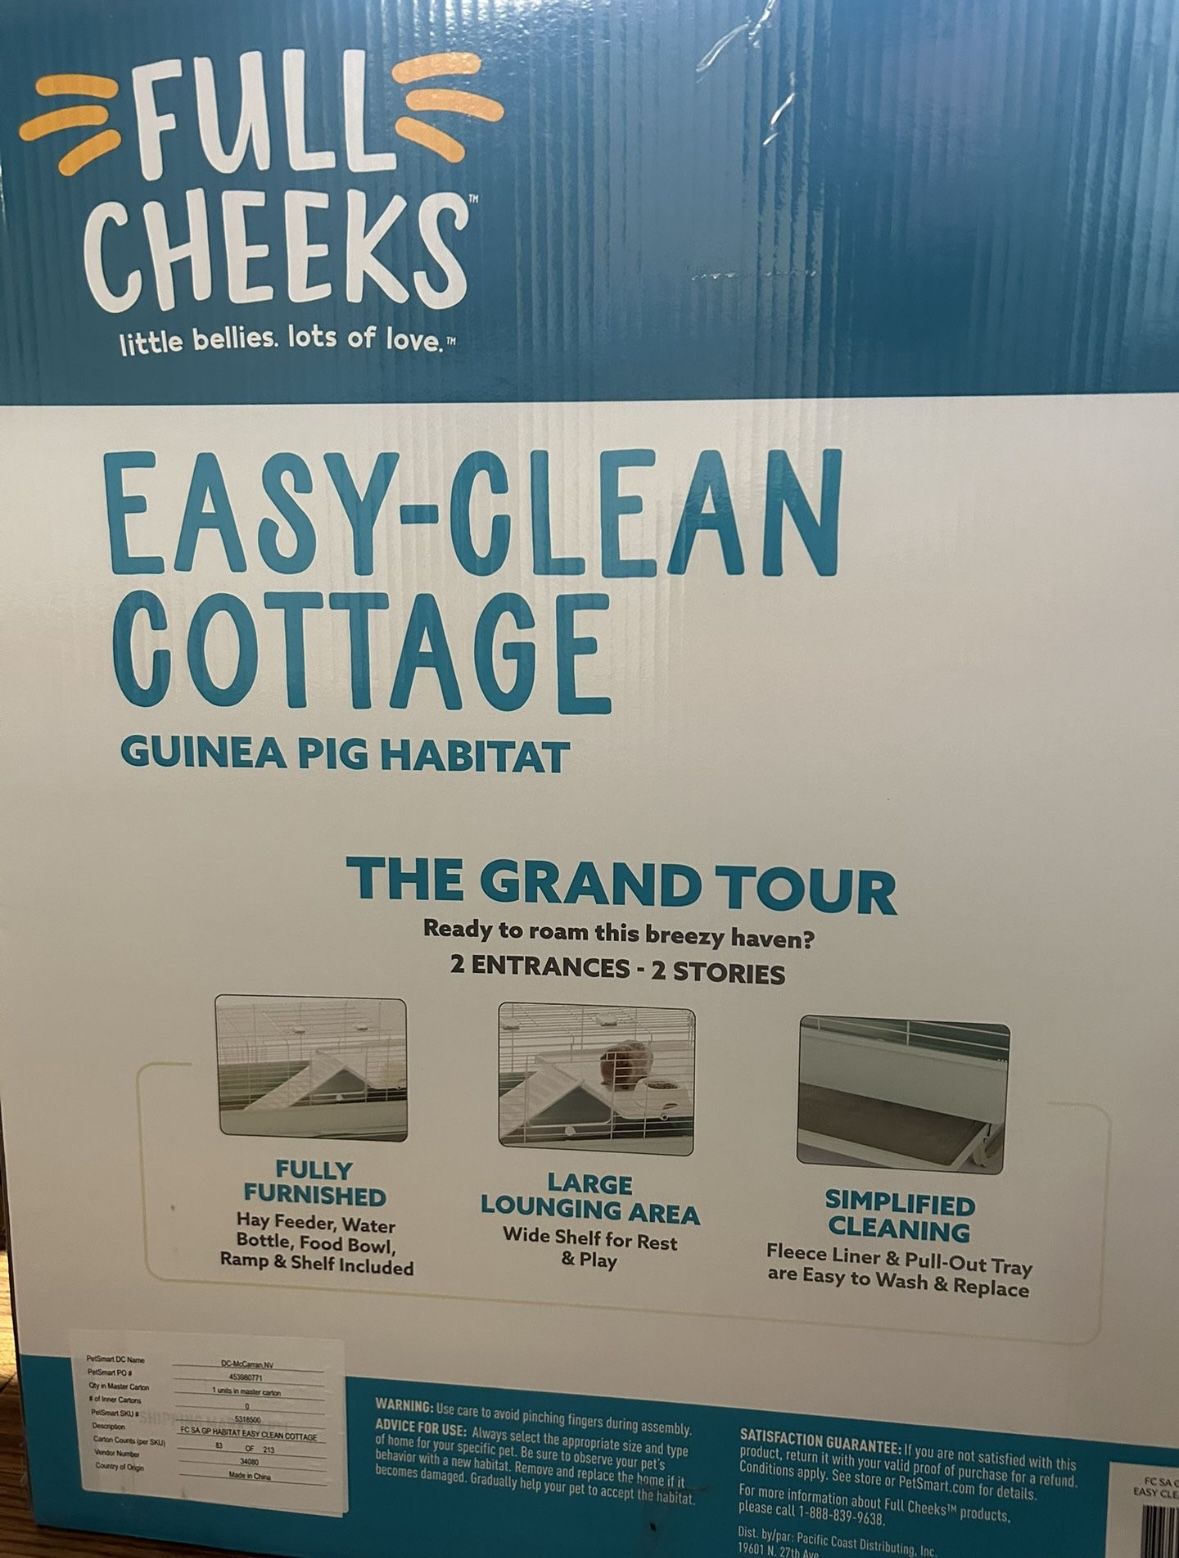 FULL
CHEEKS™
little bellies. lots of love.™
EASY-CLEAN
COTTAGE
GUINEA PIG HABITAT
THE GRAND TOUR
Ready to roam this breezy haven?
2 ENTRANCES - 2 STORIES
FULLY
FURNISHED
Hay Feeder, Water
Bottle, Food Bowl,
Ramp & Shelf Included
LARGE
LOUNGING AREA
Wide Shelf for Rest
& Play
SIMPLIFIED
CLEANING
Fleece Liner & Pull-Out Tray
are Easy to Wash & Replace
PetSmart DC Name DC-McCarran,NV
PetSmart PO # 453980771
Qty in Master Carton 1 units in master carton
# of Inner Cartons 0
PetSmart SKU # 5318500
Description FC SA GP HABITAT EASY CLEAN COTTAGE
Carton Counts (per SKU) 83 OF 213
Vendor Number 34080
Country of Origin Made in China
WARNING: Use care to avoid pinching fingers during assembly.
ADVICE FOR USE: Always select the appropriate size and type
of home for your specific pet. Be sure to observe your pet's
behavior with a new habitat. Remove and replace the home if it
becomes damaged. Gradually help your pet to accept the habitat.
SATISFACTION GUARANTEE: If you are not satisfied with this
product, return it with your valid proof of purchase for a refund.
Conditions apply. See store or PetSmart.com for details.
For more information about Full Cheeks™ products,
please call 1-888-839-9638.
Dist. by/par: Pacific Coast Distributing, Inc.
19601 N. 27th Ave
FC SA
EASY CLE